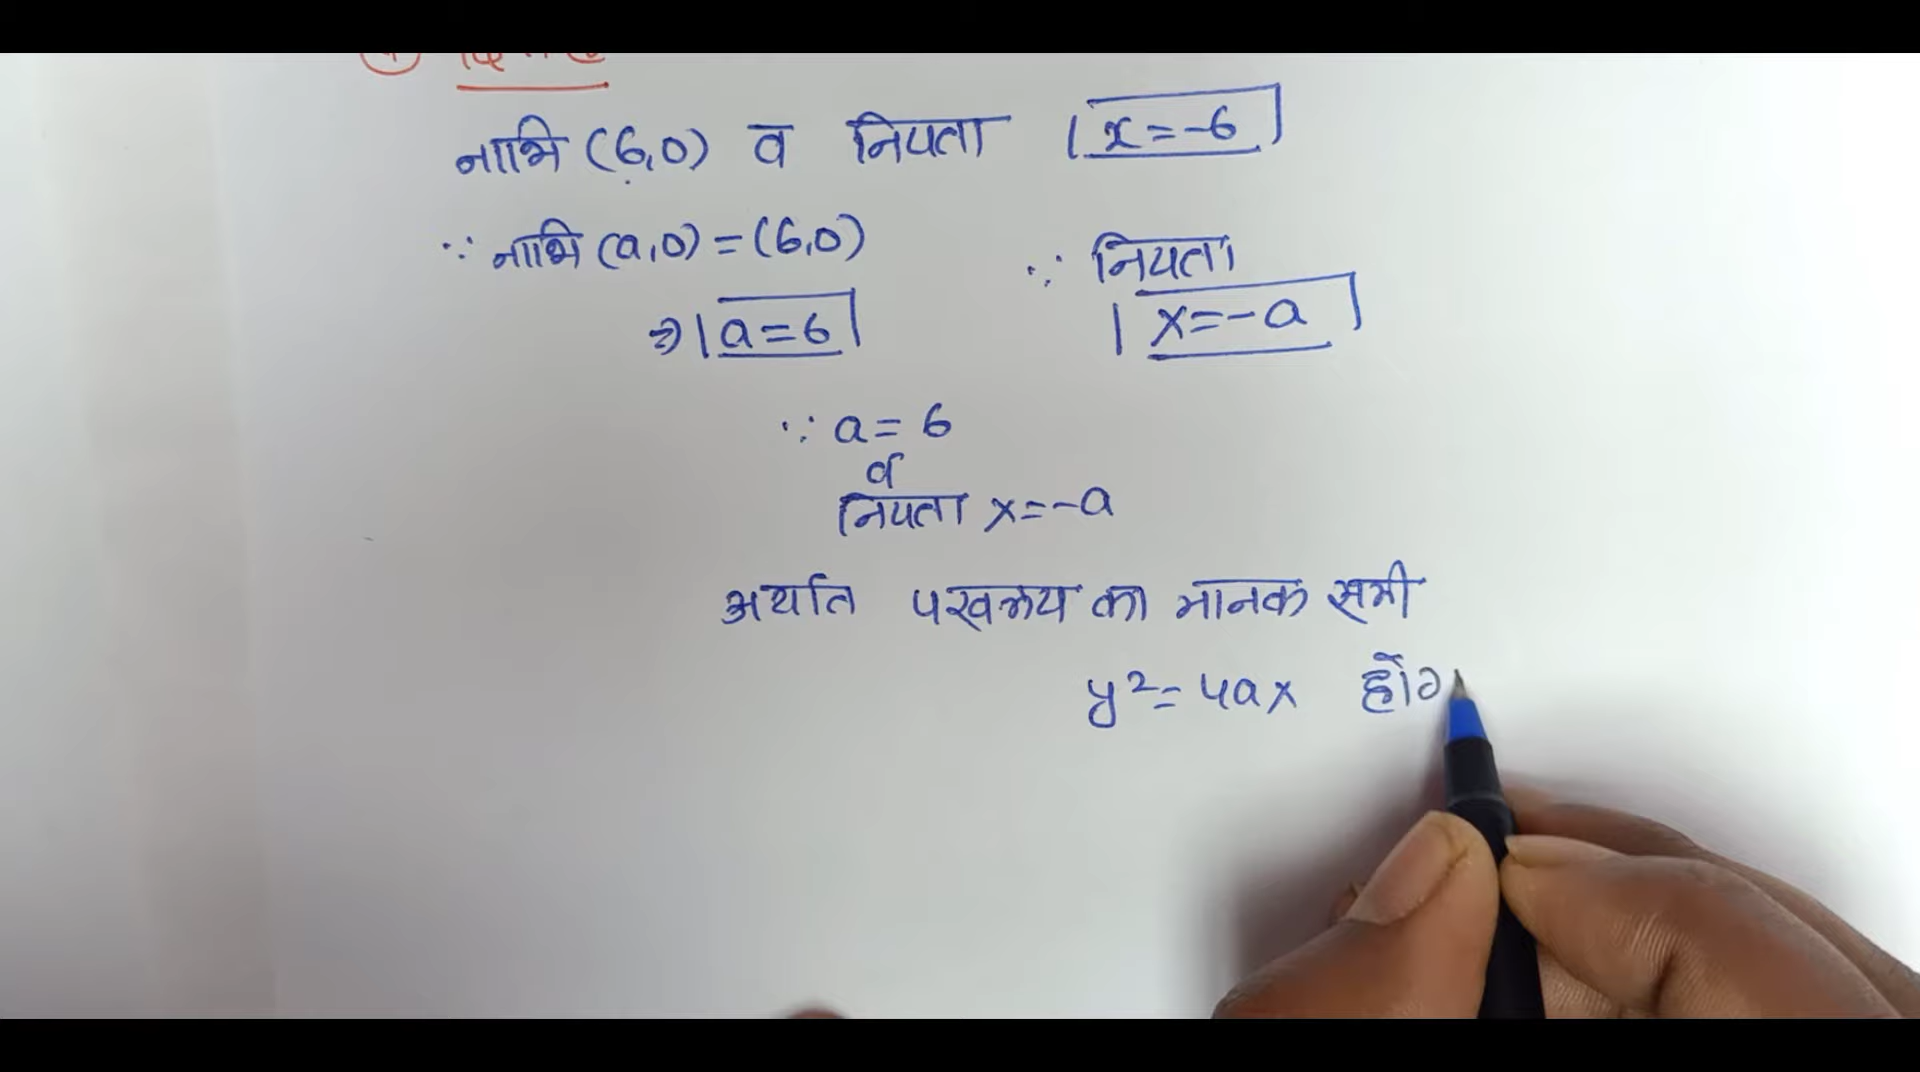 नाभि (6,0) व नियता x=-6
∵ नाभि (a,0) = (6,0)
⇒ a=6
∵ नियता
x=-a
∵ a= 6
व
नियता x=-a
अर्थात परवलय का मानक समी
y²= 4ax होग